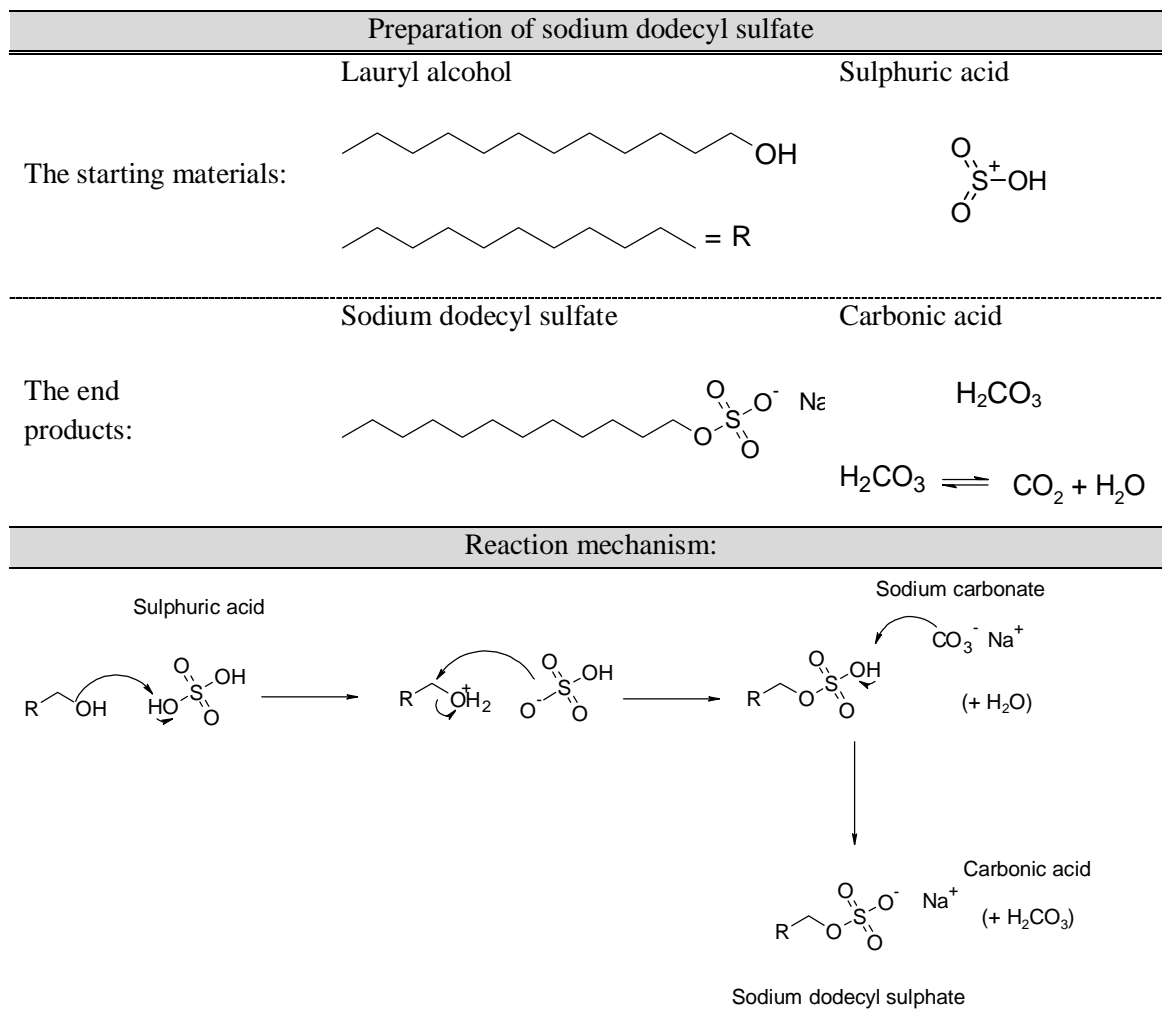 Preparation of sodium dodecyl sulfate
Lauryl alcohol Sulphuric acid
The starting materials:
OH
O
S+ OH
O
= R
Sodium dodecyl sulfate Carbonic acid
The end
products:
O
O S O- Na
O
H2CO3
H2CO3 ⇌ CO2 + H2O
Reaction mechanism:
Sulphuric acid
Sodium carbonate
R OH
O
HO S OH
O
R OH2+
O
O- S OH
O
O
R O S OH
O
CO3- Na+
(+ H2O)
O
R O S O- Na+
O
Carbonic acid
(+ H2CO3)
Sodium dodecyl sulphate